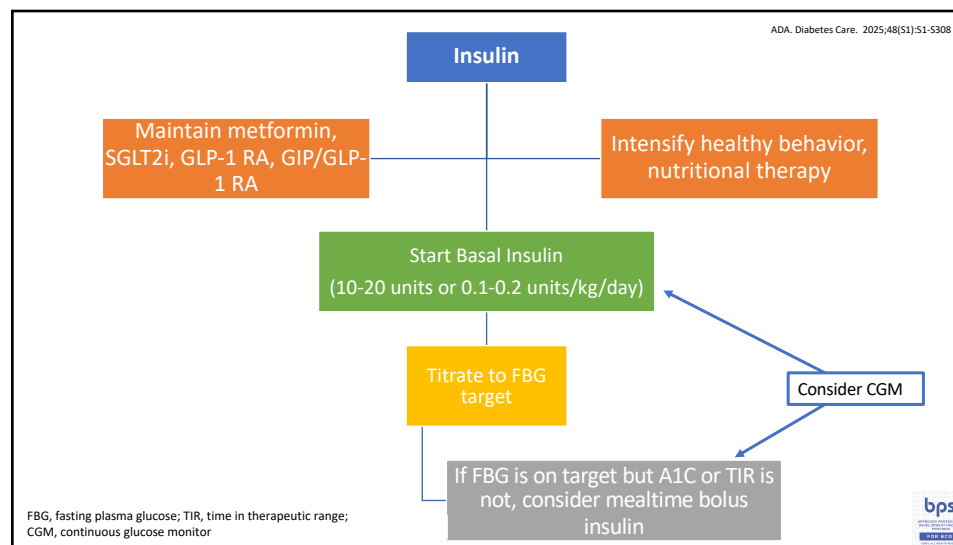 ADA. Diabetes Care. 2025;48(S1):S1-S308
Insulin
Maintain metformin,
SGLT2i, GLP-1 RA, GIP/GLP-
1 RA
Intensify healthy behavior,
nutritional therapy
Start Basal Insulin
(10-20 units or 0.1-0.2 units/kg/day)
Titrate to FBG
target
Consider CGM
If FBG is on target but A1C or TIR is
not, consider mealtime bolus
insulin
FBG, fasting plasma glucose; TIR, time in therapeutic range;
CGM, continuous glucose monitor
bps
PROVIDER